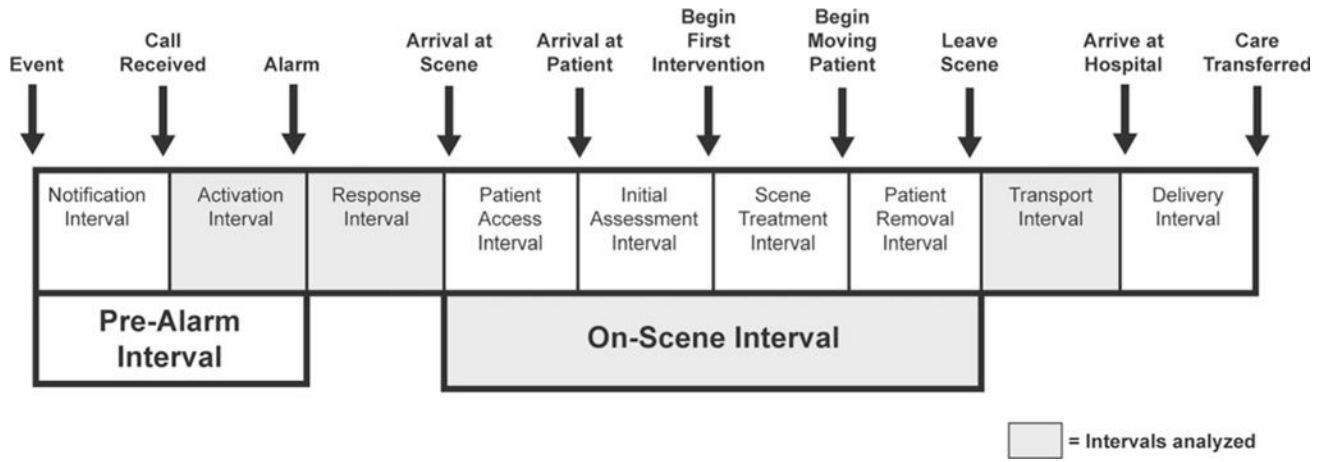 Event
Call
Received
Alarm
Arrival at
Scene
Arrival at
Patient
Begin
First
Intervention
Begin
Moving
Patient
Leave
Scene
Arrive at
Hospital
Care
Transferred
Notification
Interval
Activation
Interval
Response
Interval
Patient
Access
Interval
Initial
Assessment
Interval
Scene
Treatment
Interval
Patient
Removal
Interval
Transport
Interval
Delivery
Interval
Pre-Alarm
Interval
On-Scene Interval
= Intervals analyzed